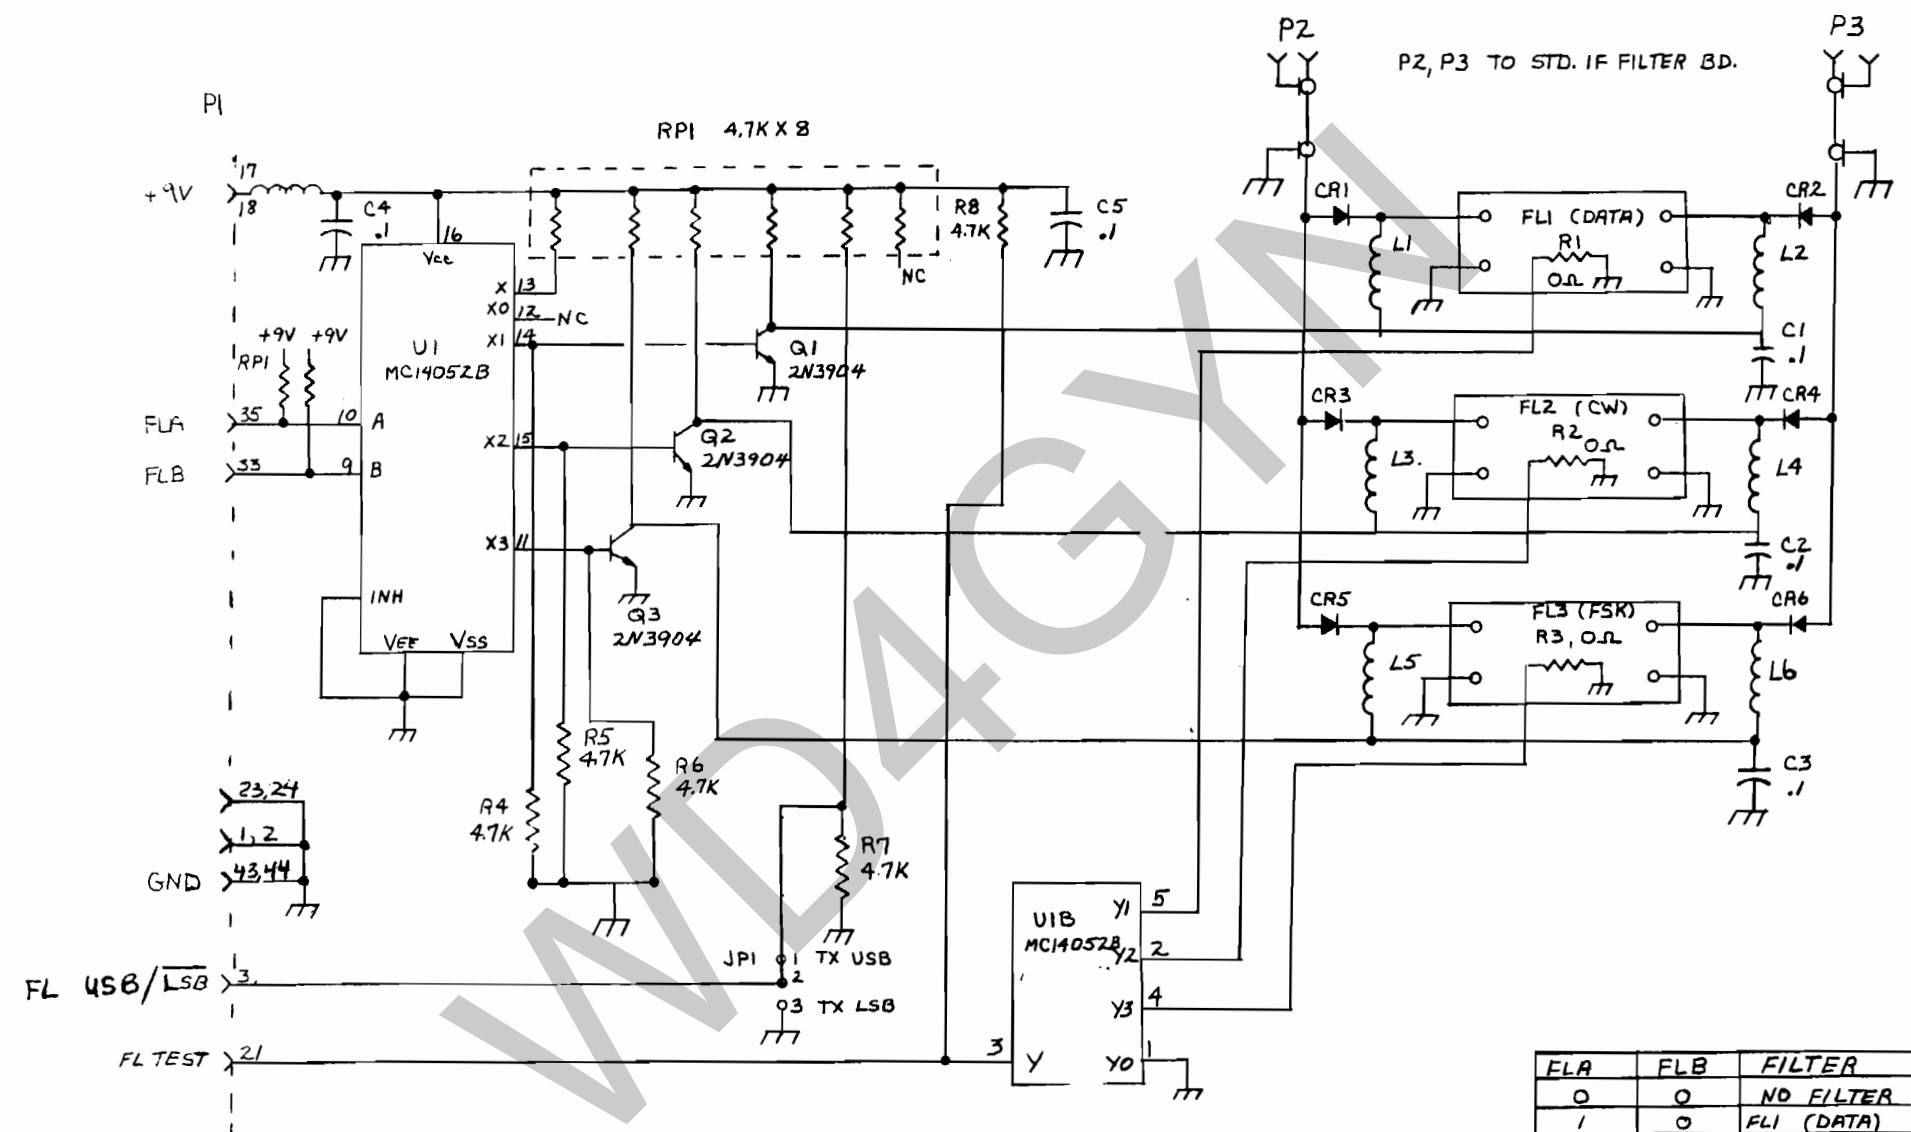 P2
P3
P2, P3 TO STD. IF FILTER BD.
P1
RP1 4.7K X 8
17
+9V
18
C4
.1
16
Vcc
R8
4.7K
C5
.1
NC
X 13
X0 12 NC
X1 14
U1
MC14052B
+9V +9V
RP1
FLA 35 10 A
FLB 33 9 B
X2 15
X3 11
INH
VEE VSS
Q1
2N3904
Q2
2N3904
Q3
2N3904
CR1
CR2
FL1 (DATA)
R1
0Ω
L1
L2
C1
.1
CR3
CR4
FL2 (CW)
R2
0Ω
L3.
L4
C2
.1
CR5
CR6
FL3 (FSK)
R3, 0Ω
L5
L6
C3
.1
R5
4.7K
R6
4.7K
R4
4.7K
R7
4.7K
23,24
1, 2
GND 43,44
JP1 1 TX USB
2
3 TX LSB
FL USB/LSB 3.
FL TEST 21
U1B
MC14052B
Y1 5
Y2 2
Y3 4
Y0 1
3 Y
FLA FLB FILTER
0 0 NO FILTER
1 0 FL1 (DATA)
WD4GYN